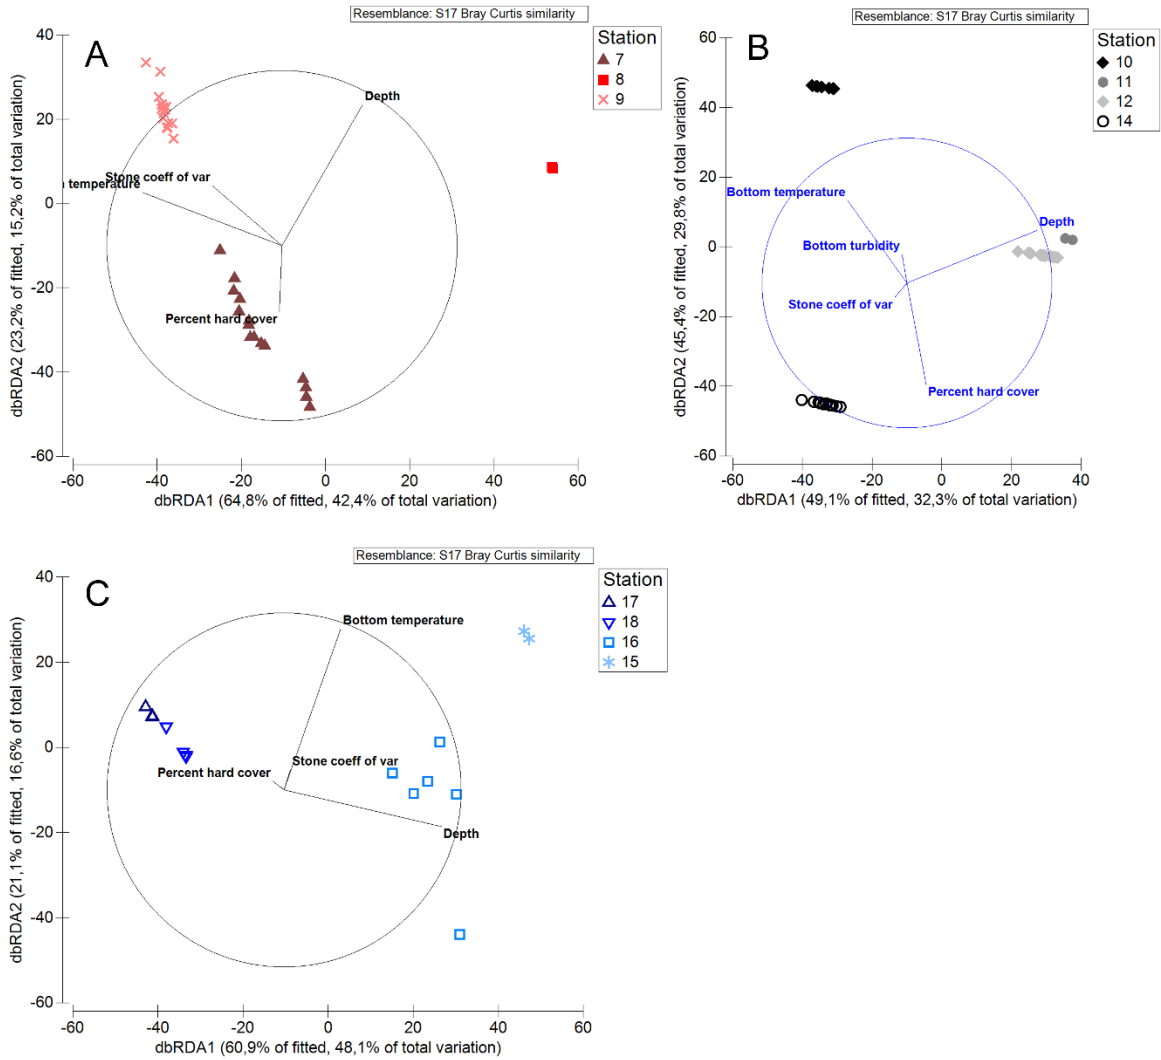 Resemblance: S17 Bray Curtis similarity
A
Station
7
8
9
40
20
0
-20
-40
-60
dbRDA2 (23,2% of fitted, 15,2% of total variation)
Depth
Stone coeff of var
temperature
Percent hard cover
-60
-40
-20
0
20
40
60
dbRDA1 (64,8% of fitted, 42,4% of total variation)
Resemblance: S17 Bray Curtis similarity
B
Station
10
11
12
14
60
40
20
0
-20
-40
-60
dbRDA2 (45,4% of fitted, 29,8% of total variation)
Bottom temperature
Depth
Bottom turbidity
Stone coeff of var
Percent hard cover
-60
-40
-20
0
20
40
dbRDA1 (49,1% of fitted, 32,3% of total variation)
Resemblance: S17 Bray Curtis similarity
C
Station
17
18
16
15
40
20
0
-20
-40
-60
dbRDA2 (21,1% of fitted, 16,6% of total variation)
Bottom temperature
Stone coeff of var
Percent hard cover
Depth
-60
-40
-20
0
20
40
60
dbRDA1 (60,9% of fitted, 48,1% of total variation)